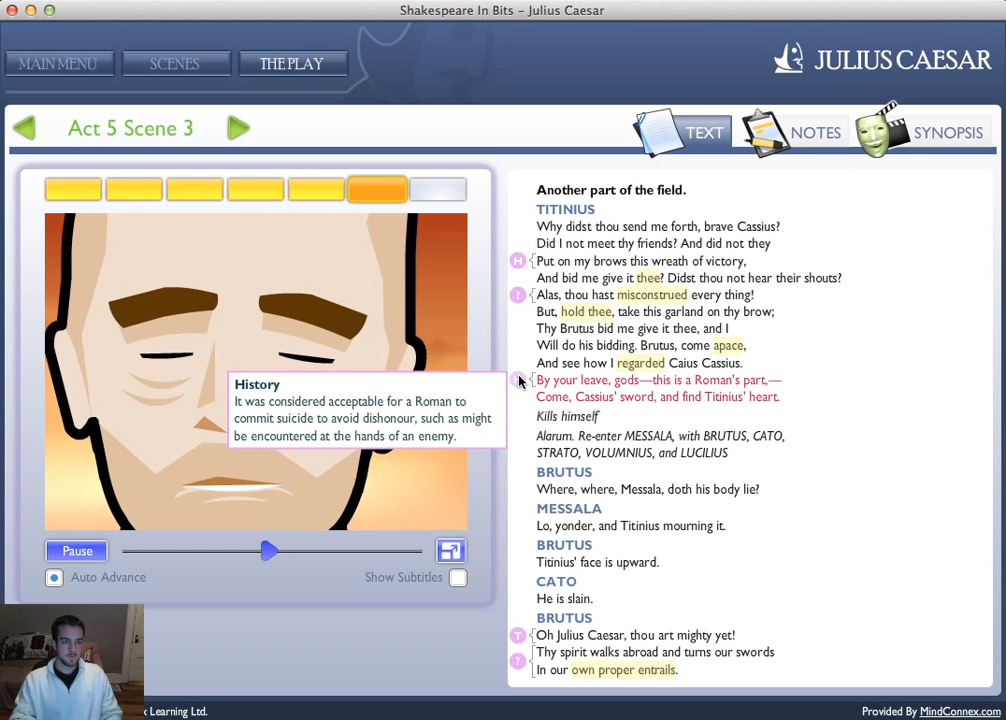 Shakespeare In Bits - Julius Caesar
MAIN MENU
SCENES
THE PLAY
JULIUS CAESAR
Act 5 Scene 3
TEXT
NOTES
SYNOPSIS
Another part of the field.
TITINIUS
Why didst thou send me forth, brave Cassius?
Did I not meet thy friends? And did not they
H
Put on my brows this wreath of victory,
And bid me give it thee? Didst thou not hear their shouts?
?
Alas, thou hast misconstrued every thing!
But, hold thee, take this garland on thy brow;
Thy Brutus bid me give it thee, and I
Will do his bidding. Brutus, come apace,
And see how I regarded Caius Cassius.
By your leave, gods—this is a Roman's part,—
Come, Cassius' sword, and find Titinius' heart.
Kills himself
Alarum. Re-enter MESSALA, with BRUTUS, CATO,
STRATO, VOLUMNIUS, and LUCILIUS
BRUTUS
Where, where, Messala, doth his body lie?
MESSALA
Lo, yonder, and Titinius mourning it.
BRUTUS
Titinius' face is upward.
CATO
He is slain.
BRUTUS
T
Oh Julius Caesar, thou art mighty yet!
Thy spirit walks abroad and turns our swords
?
In our own proper entrails.
History
It was considered acceptable for a Roman to
commit suicide to avoid dishonour, such as might
be encountered at the hands of an enemy.
Pause
Auto Advance
Show Subtitles
Learning Ltd.
Provided By MindConnex.com